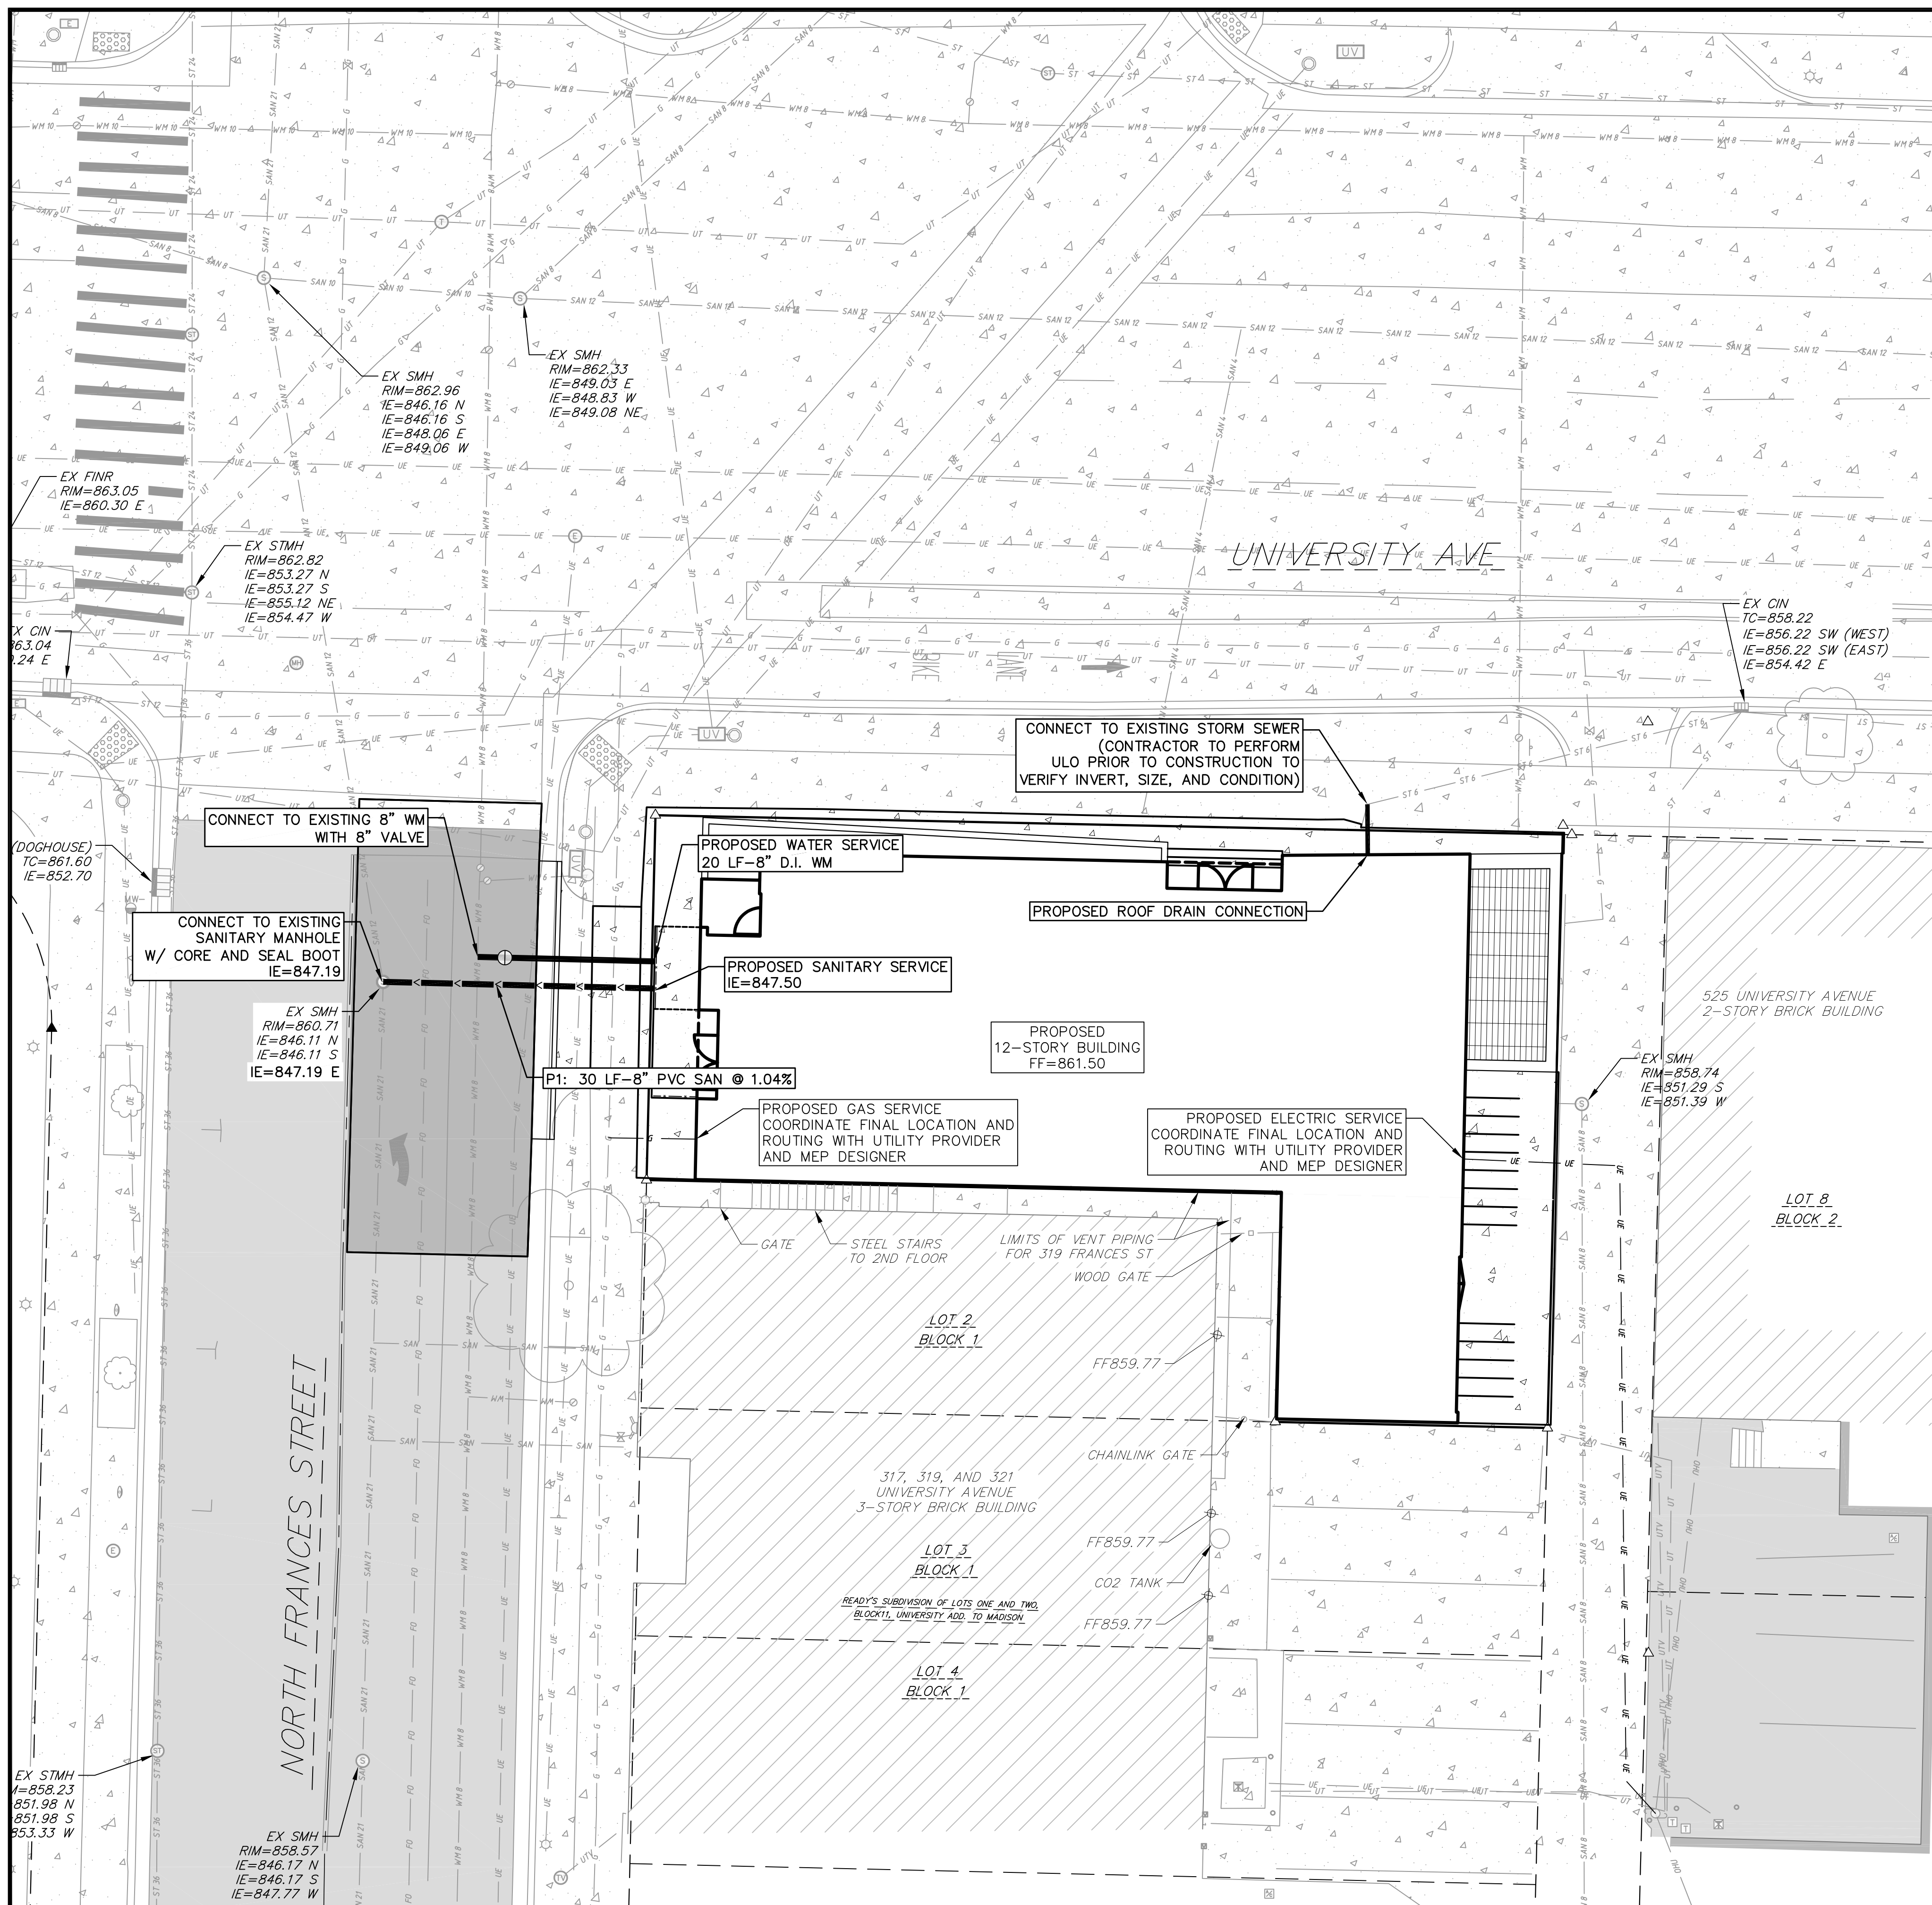 EX SMH
RIM=862.33
IE=849.03 E
IE=848.83 W
IE=849.08 NE
EX SMH
RIM=862.96
IE=846.16 N
IE=846.16 S
IE=848.06 E
IE=849.06 W
EX FINR
RIM=863.05
IE=860.30 E
EX STMH
RIM=862.82
IE=853.27 N
IE=853.27 S
IE=855.12 NE
IE=854.47 W
UNIVERSITY AVE
EX CIN
TC=858.22
IE=856.22 SW (WEST)
IE=856.22 SW (EAST)
IE=854.42 E
EX CIN
863.04
.24 E
BIKE
LANE
CONNECT TO EXISTING STORM SEWER
(CONTRACTOR TO PERFORM
ULO PRIOR TO CONSTRUCTION TO
VERIFY INVERT, SIZE, AND CONDITION)
CONNECT TO EXISTING 8" WM
WITH 8" VALVE
(DOGHOUSE)
TC=861.60
IE=852.70
PROPOSED WATER SERVICE
20 LF-8" D.I. WM
PROPOSED ROOF DRAIN CONNECTION
CONNECT TO EXISTING
SANITARY MANHOLE
W/ CORE AND SEAL BOOT
IE=847.19
PROPOSED SANITARY SERVICE
IE=847.50
EX SMH
RIM=860.71
IE=846.11 N
IE=846.11 S
IE=847.19 E
PROPOSED
12-STORY BUILDING
FF=861.50
525 UNIVERSITY AVENUE
2-STORY BRICK BUILDING
EX SMH
RIM=858.74
IE=851.29 S
IE=851.39 W
P1: 30 LF-8" PVC SAN @ 1.04%
PROPOSED GAS SERVICE
COORDINATE FINAL LOCATION AND
ROUTING WITH UTILITY PROVIDER
AND MEP DESIGNER
PROPOSED ELECTRIC SERVICE
COORDINATE FINAL LOCATION AND
ROUTING WITH UTILITY PROVIDER
AND MEP DESIGNER
LOT 8
BLOCK 2
GATE
STEEL STAIRS
TO 2ND FLOOR
LIMITS OF VENT PIPING
FOR 319 FRANCES ST
WOOD GATE
LOT 2
BLOCK 1
FF859.77
CHAINLINK GATE
317, 319, AND 321
UNIVERSITY AVENUE
3-STORY BRICK BUILDING
FF859.77
LOT 3
BLOCK 1
CO2 TANK
READY'S SUBDIVISION OF LOTS ONE AND TWO,
BLOCK11, UNIVERSITY ADD. TO MADISON
FF859.77
LOT 4
BLOCK 1
NORTH FRANCES STREET
EX STMH
M=858.23
851.98 N
851.98 S
853.33 W
EX SMH
RIM=858.57
IE=846.17 N
IE=846.17 S
IE=847.77 W